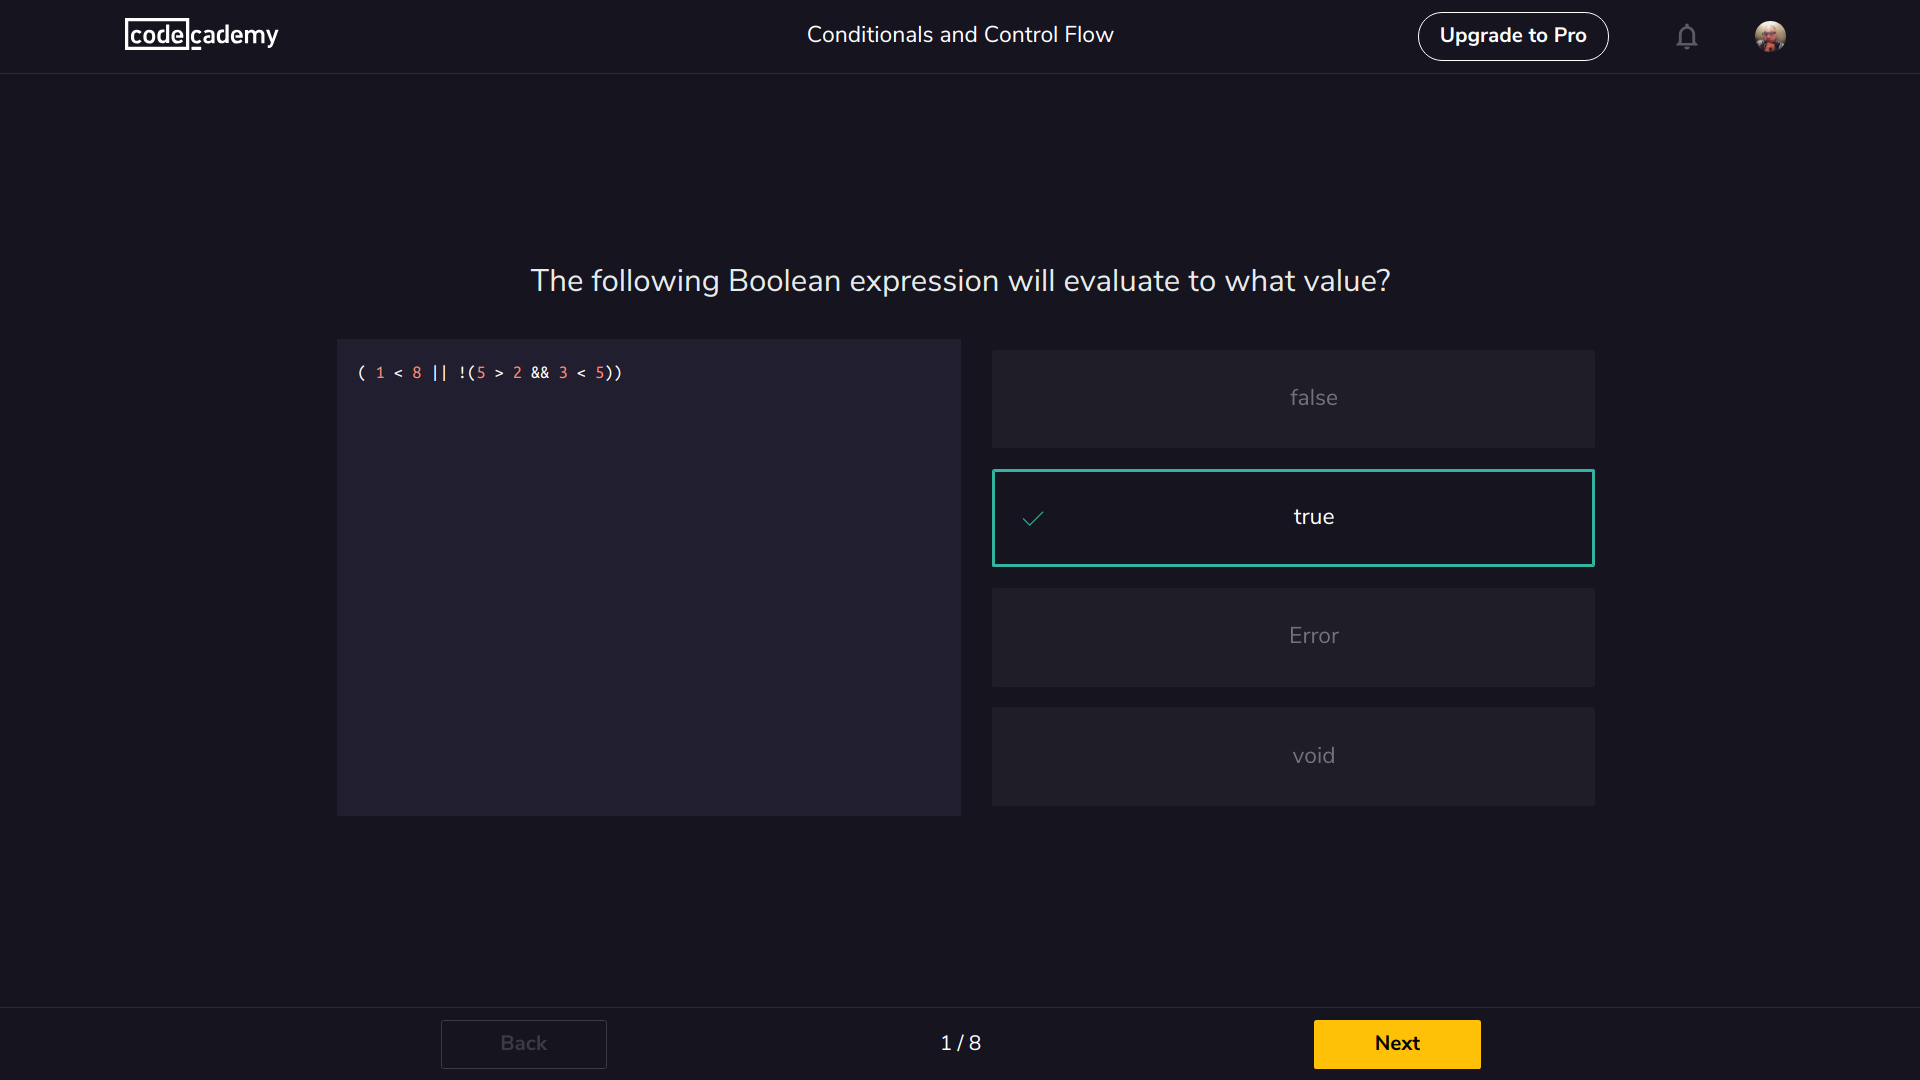 codecademy
Conditionals and Control Flow
Upgrade to Pro
The following Boolean expression will evaluate to what value?
( 1 < 8 || !(5 > 2 && 3 < 5))
false
true
Error
void
Back
1 / 8
Next